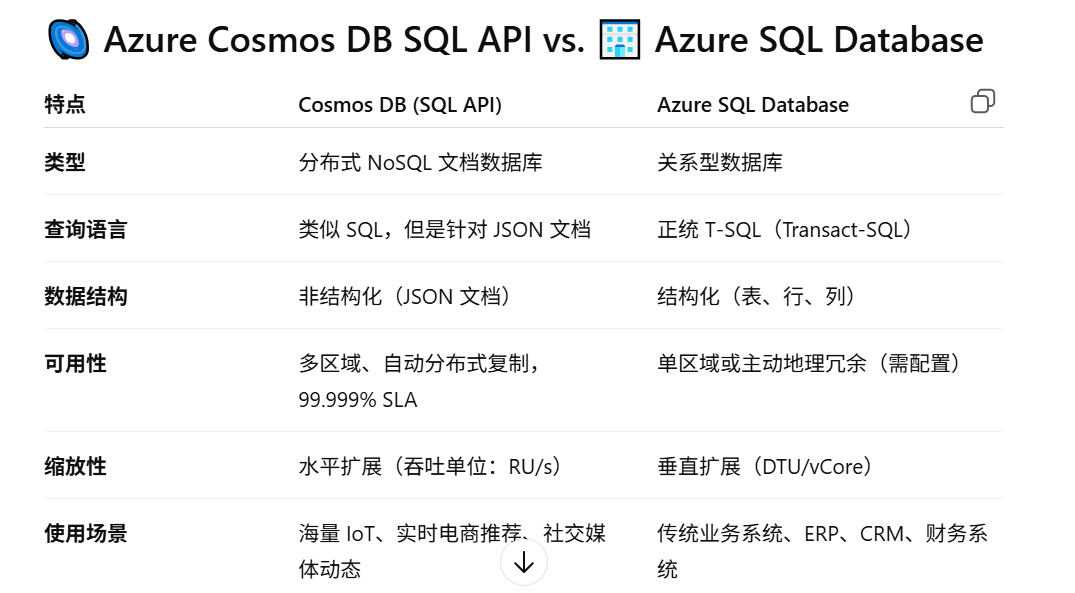 Azure Cosmos DB SQL API vs. Azure SQL Database
特点 Cosmos DB (SQL API) Azure SQL Database
类型 分布式 NoSQL 文档数据库 关系型数据库
查询语言 类似 SQL，但是针对 JSON 文档 正统 T-SQL（Transact-SQL）
数据结构 非结构化（JSON 文档） 结构化（表、行、列）
可用性 多区域、自动分布式复制， 单区域或主动地理冗余（需配置）
99.999% SLA
缩放性 水平扩展（吞吐单位：RU/s） 垂直扩展（DTU/vCore）
使用场景 海量 IoT、实时电商推荐、社交媒 传统业务系统、ERP、CRM、财务系
体动态 统